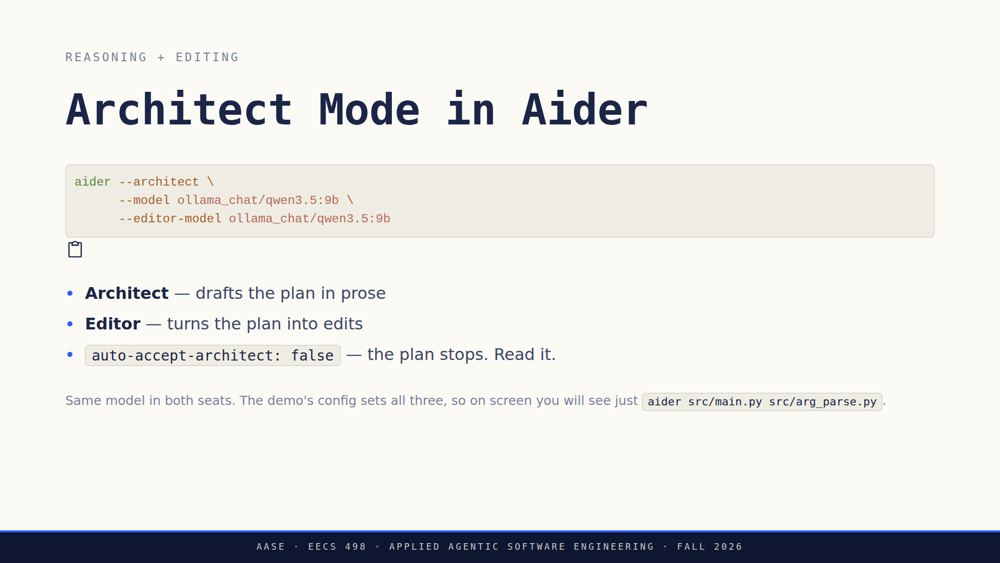 REASONING + EDITING
Architect Mode in Aider
aider --architect \
--model ollama_chat/qwen3.5:9b \
--editor-model ollama_chat/qwen3.5:9b
Architect — drafts the plan in prose
Editor — turns the plan into edits
auto-accept-architect: false — the plan stops. Read it.
Same model in both seats. The demo's config sets all three, so on screen you will see just aider src/main.py src/arg_parse.py.
AASE · EECS 498 · APPLIED AGENTIC SOFTWARE ENGINEERING · FALL 2026